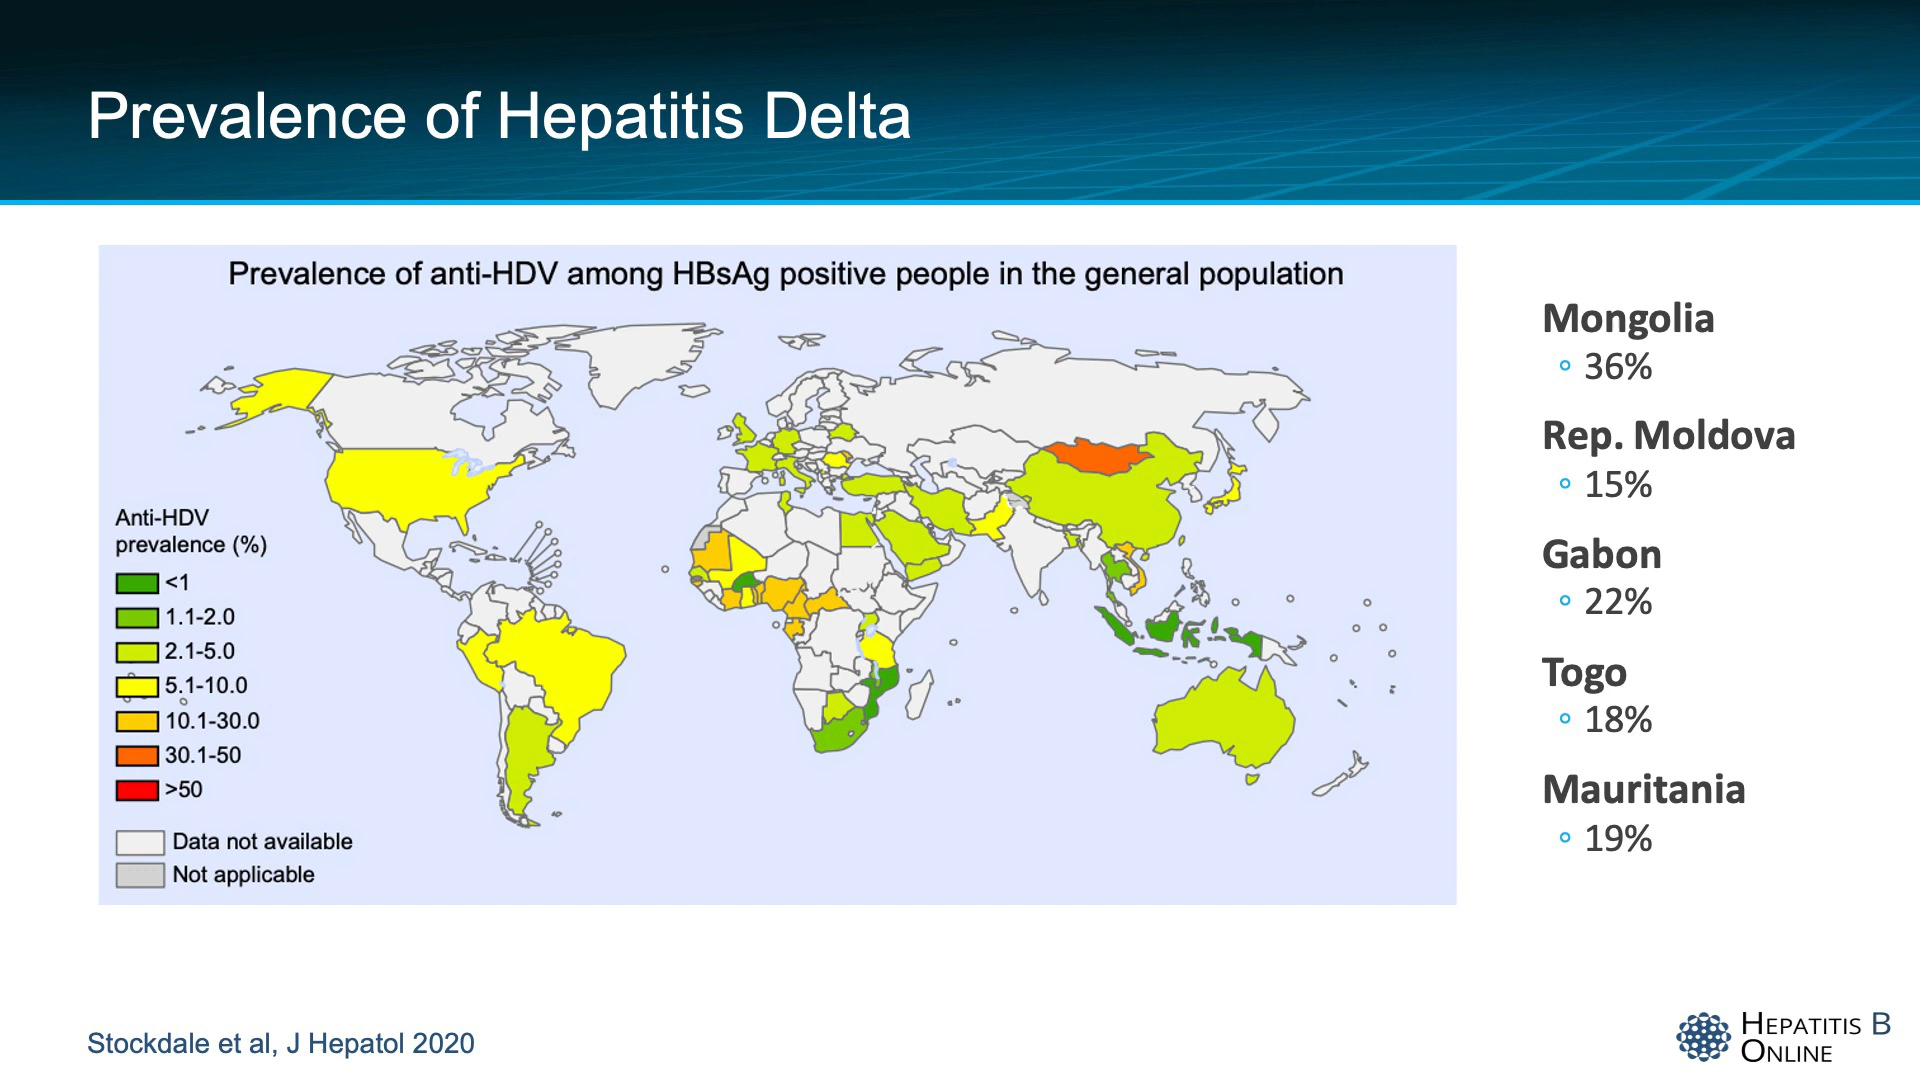 Prevalence of Hepatitis Delta
Prevalence of anti-HDV among HBsAg positive people in the general population
Anti-HDV
prevalence (%)
<1
1.1-2.0
2.1-5.0
5.1-10.0
10.1-30.0
30.1-50
>50
Data not available
Not applicable
Mongolia
36%
Rep. Moldova
15%
Gabon
22%
Togo
18%
Mauritania
19%
Stockdale et al, J Hepatol 2020
HEPATITIS B
ONLINE